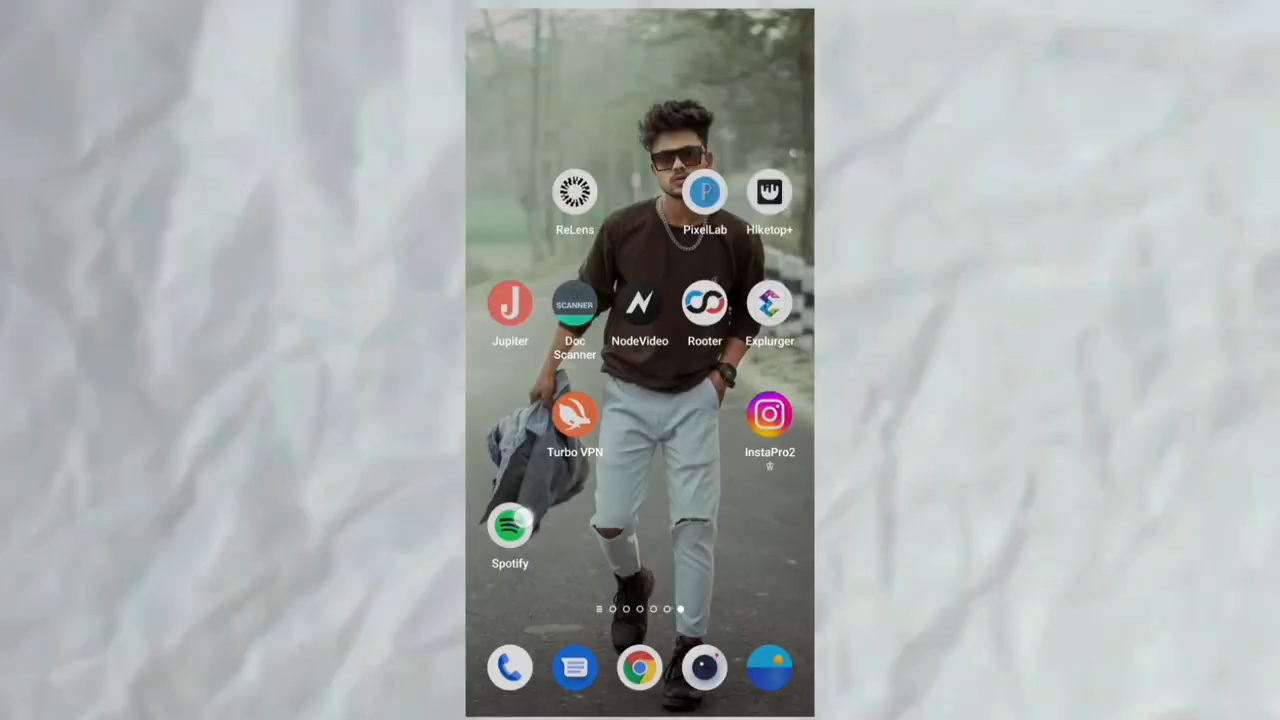 ReLens
PixelLab
Hiketop+
SCANNER
Jupiter
Doc
Scanner
NodeVideo
Rooter
Explurger
Turbo VPN
InstaPro2
Spotify